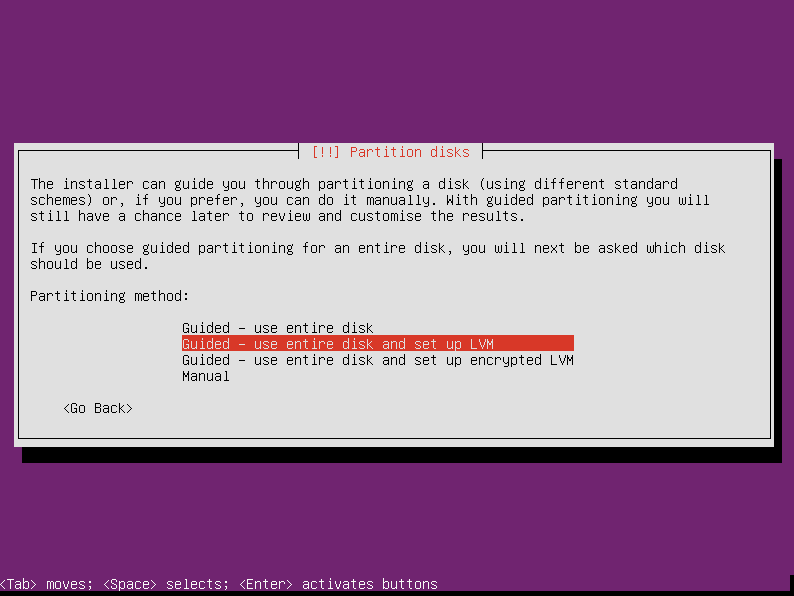 [!!] Partition disks
The installer can guide you through partitioning a disk (using different standard
schemes) or, if you prefer, you can do it manually. With guided partitioning you will
still have a chance later to review and customise the results.
If you choose guided partitioning for an entire disk, you will next be asked which disk
should be used.
Partitioning method:
Guided – use entire disk
Guided – use entire disk and set up LVM
Guided – use entire disk and set up encrypted LVM
Manual
<Go Back>
<Tab> moves; <Space> selects; <Enter> activates buttons